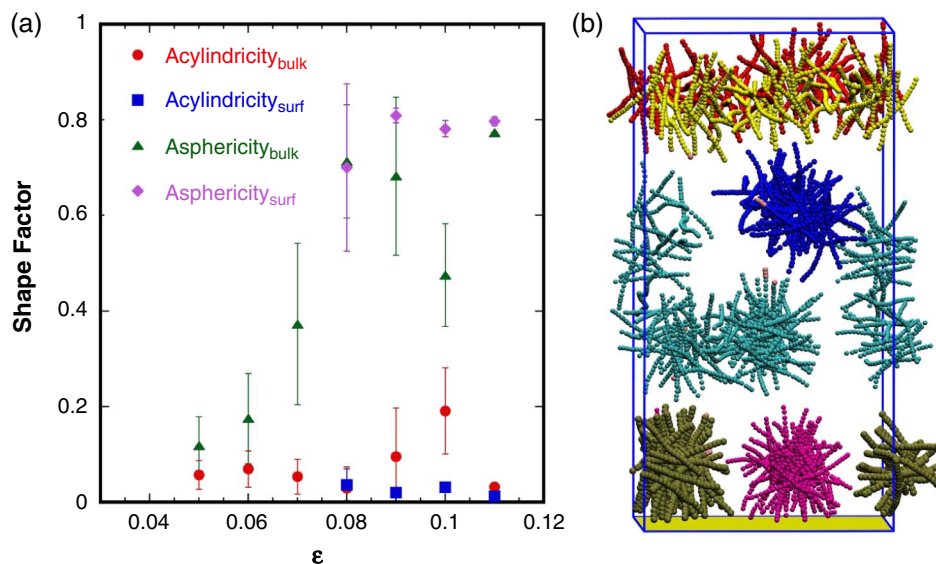 (a)
(b)
1
Acylindricity_bulk
Acylindricity_surf
0.8
Asphericity_bulk
Asphericity_surf
0.6
Shape Factor
0.4
0.2
0
0.04 0.06 0.08 0.1 0.12
ε